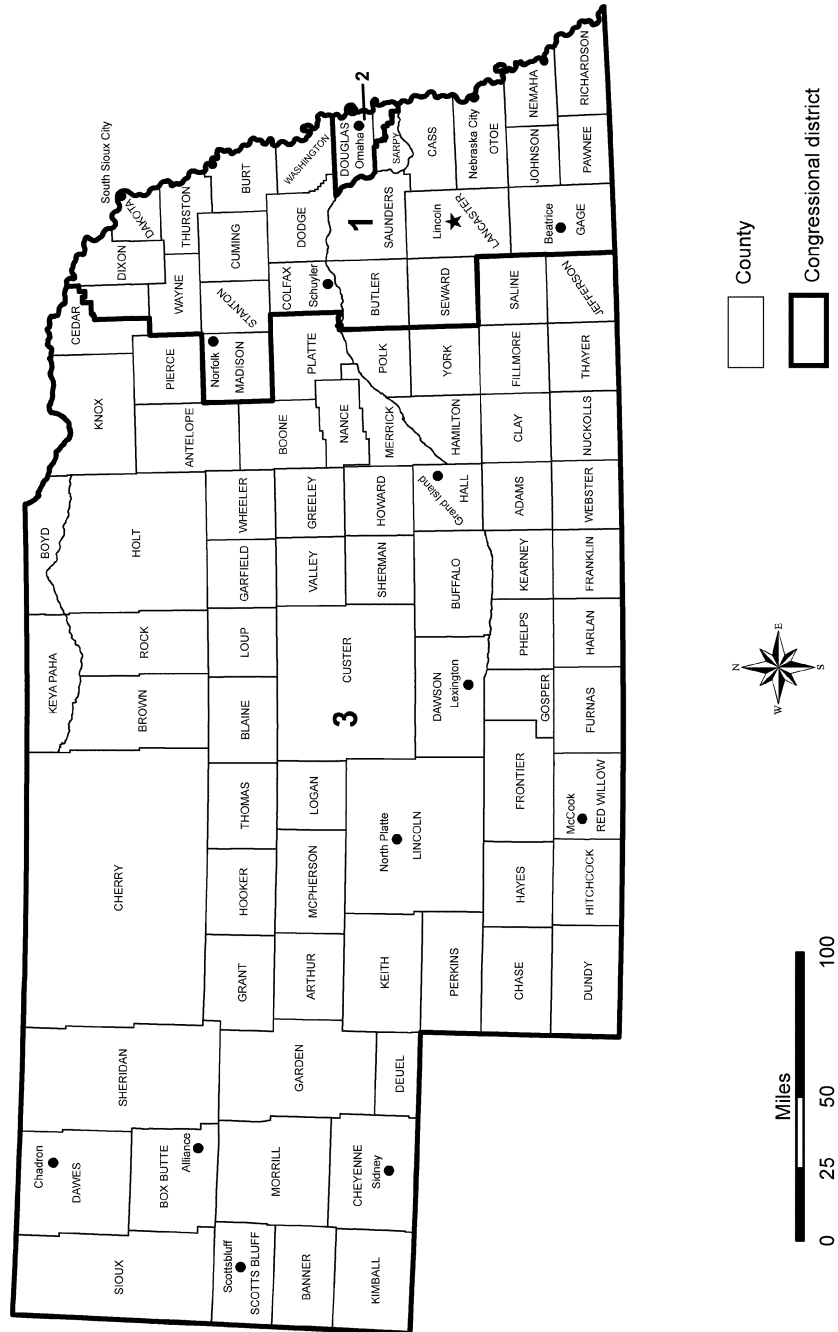 SIOUX
DAWES
Chadron
SHERIDAN
CHERRY
KEYA PAHA
BOYD
BROWN
ROCK
HOLT
KNOX
CEDAR
DIXON
DAKOTA
South Sioux City
BOX BUTTE
Alliance
ANTELOPE
PIERCE
WAYNE
THURSTON
Scottsbluff
SCOTTS BLUFF
MORRILL
GARDEN
GRANT
HOOKER
THOMAS
BLAINE
LOUP
GARFIELD
WHEELER
BOONE
Norfolk
MADISON
STANTON
CUMING
BURT
BANNER
ARTHUR
MCPHERSON
LOGAN
CUSTER
3
VALLEY
GREELEY
NANCE
PLATTE
COLFAX
Schuyler
DODGE
WASHINGTON
KIMBALL
CHEYENNE
Sidney
DEUEL
KEITH
North Platte
LINCOLN
SHERMAN
HOWARD
MERRICK
POLK
BUTLER
1
SAUNDERS
DOUGLAS
Omaha
2
SARPY
PERKINS
DAWSON
Lexington
BUFFALO
Grand Island
HALL
HAMILTON
YORK
SEWARD
Lincoln
LANCASTER
CASS
CHASE
HAYES
FRONTIER
GOSPER
PHELPS
KEARNEY
ADAMS
CLAY
FILLMORE
SALINE
Nebraska City
OTOE
DUNDY
HITCHCOCK
McCook
RED WILLOW
FURNAS
HARLAN
FRANKLIN
WEBSTER
NUCKOLLS
THAYER
JEFFERSON
Beatrice
GAGE
JOHNSON
NEMAHA
PAWNEE
RICHARDSON
N
W
E
S
County
Congressional district
Miles
0
25
50
100